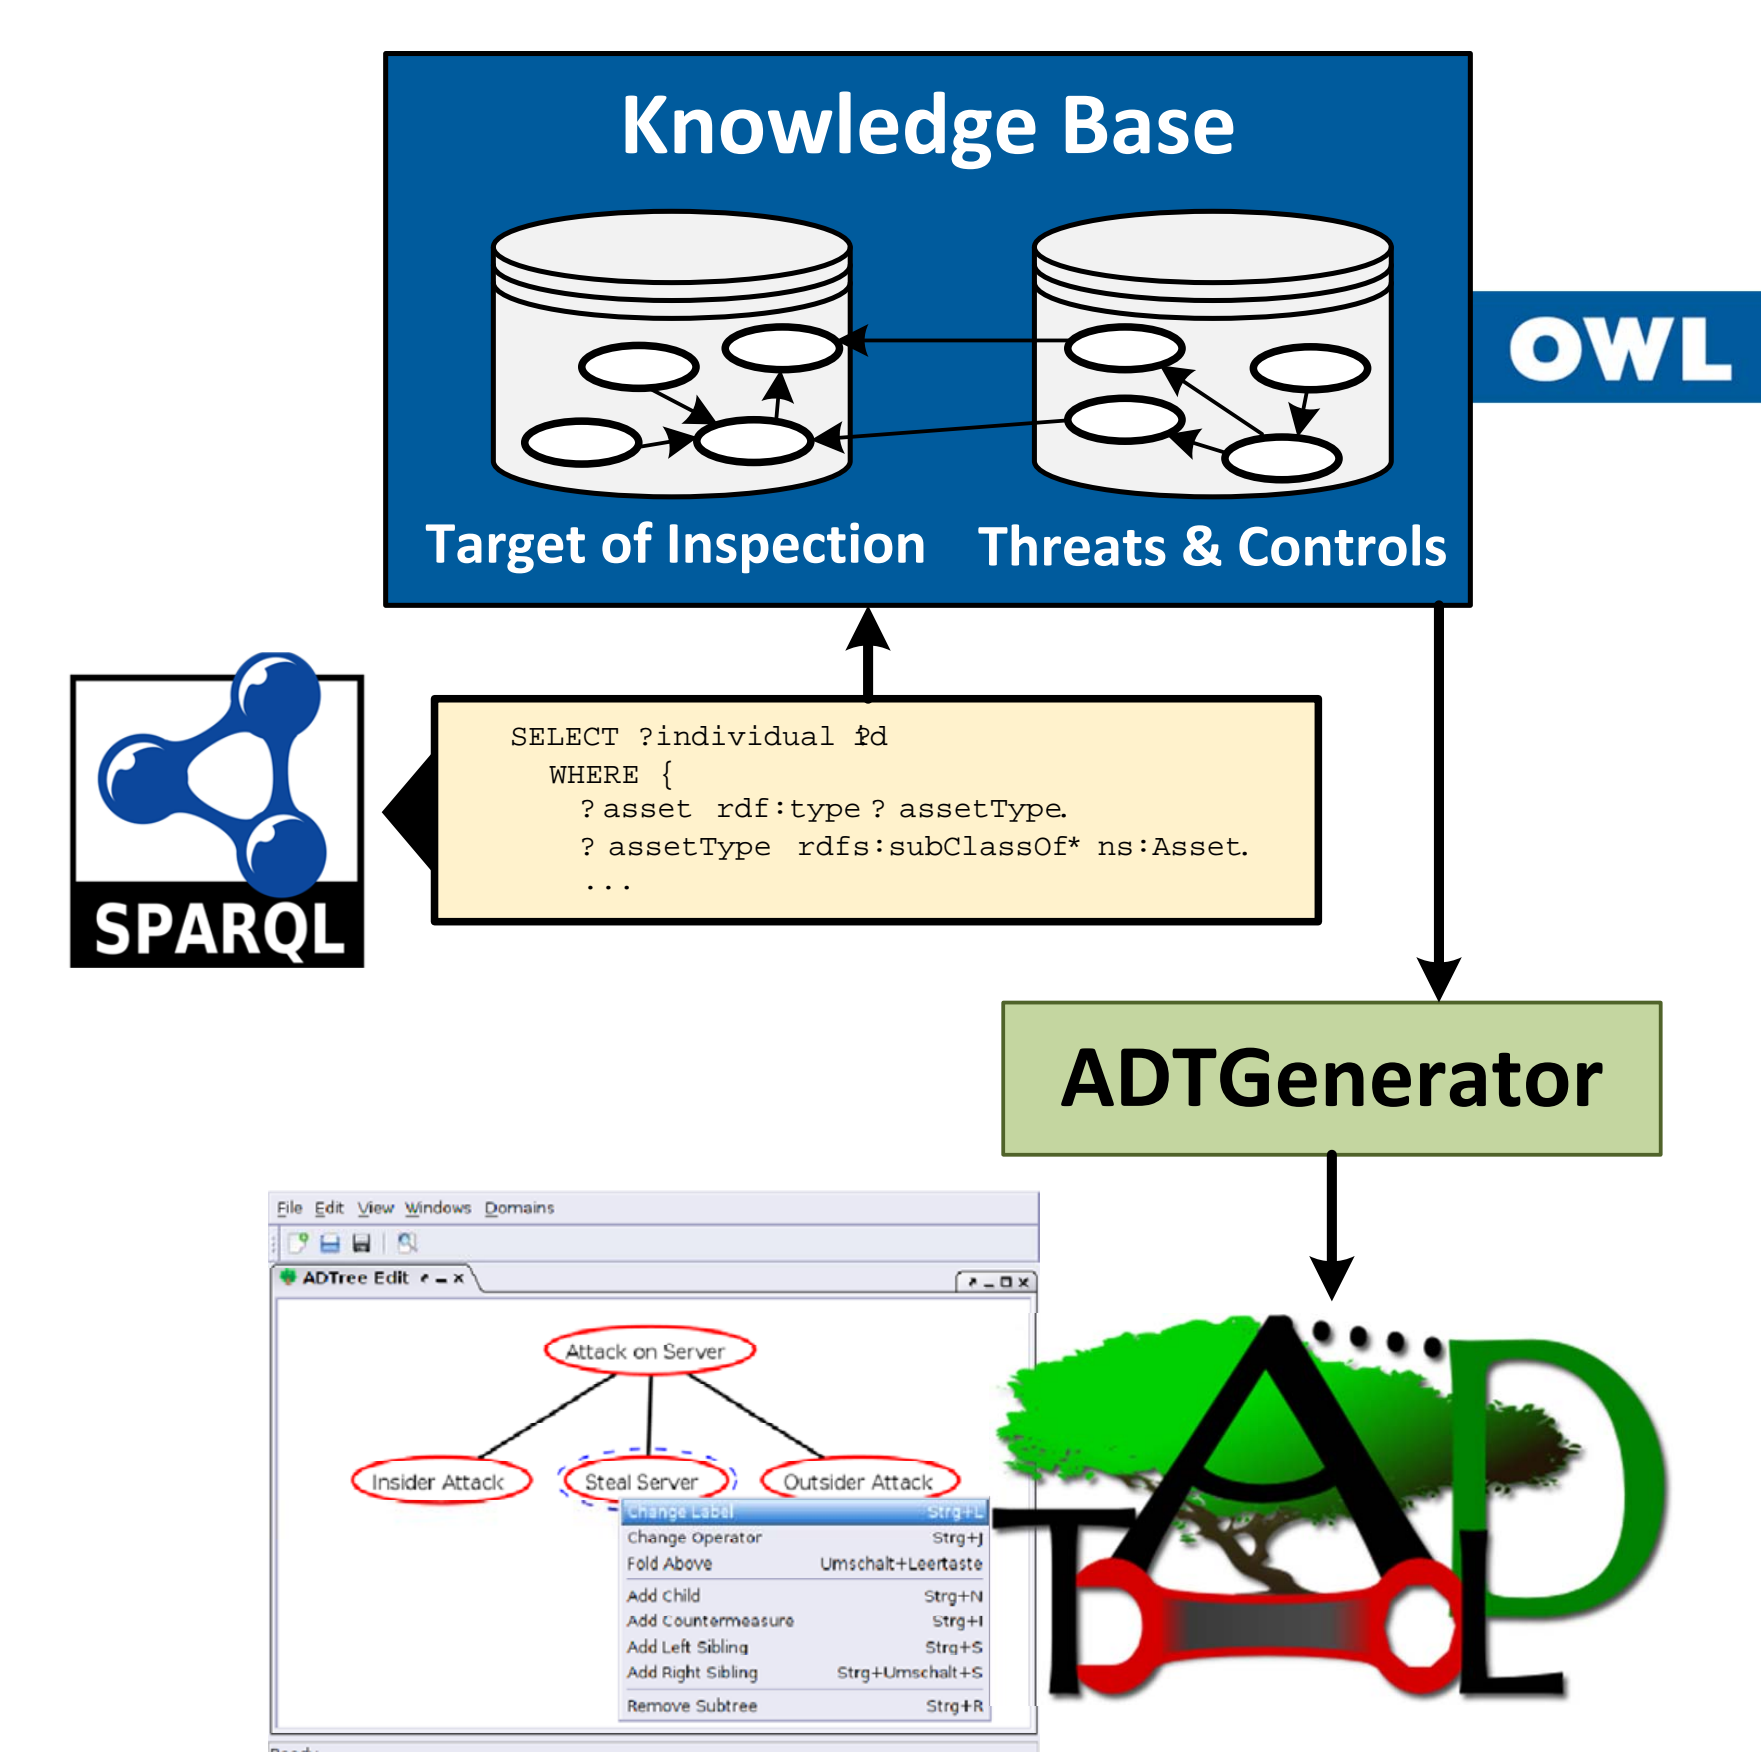 Knowledge Base
OWL
Target of Inspection
Threats & Controls
SPARQL
SELECT ?individual ?id
WHERE {
? asset rdf:type ? assetType.
? assetType rdfs:subClassOf* ns:Asset.
...
ADTGenerator
File Edit View Windows Domains
ADTree Edit
Attack on Server
Insider Attack
Steal Server
Outsider Attack
Change Label Strg+L
Change Operator Strg+J
Fold Above Umschalt+Leertaste
Add Child Strg+N
Add Countermeasure Strg+I
Add Left Sibling Strg+S
Add Right Sibling Strg+Umschalt+S
Remove Subtree Strg+R
AD
TOOL